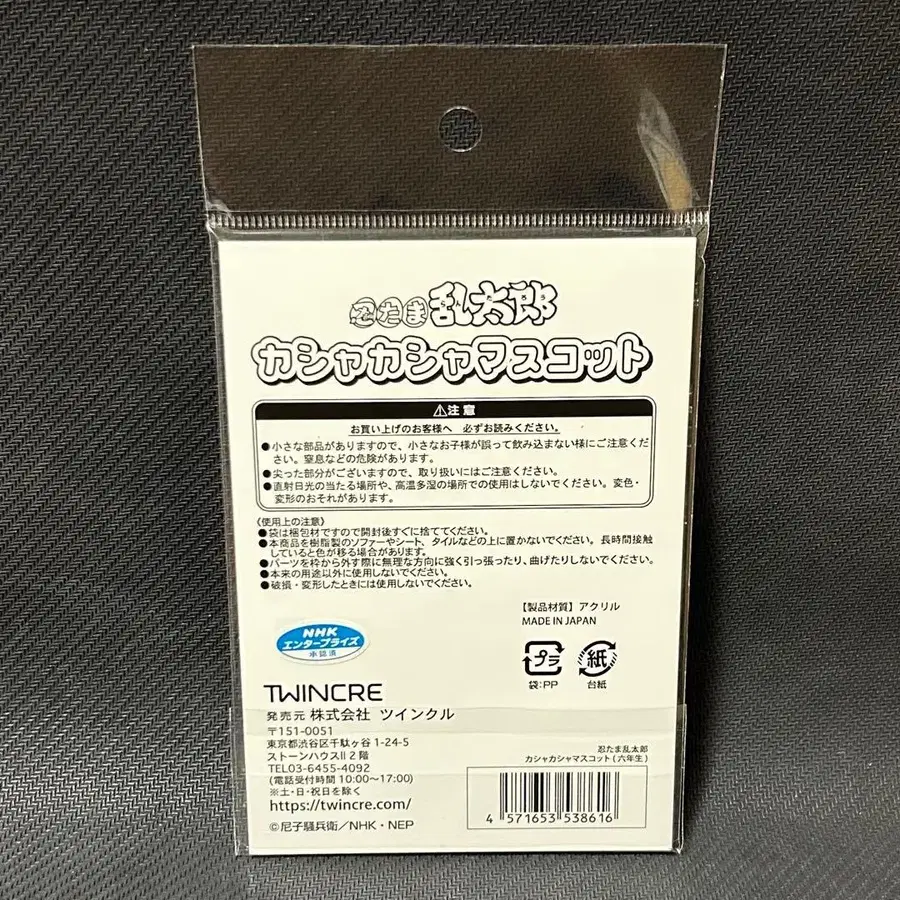 忍たま乱太郎
カシャカシャマスコット
⚠注意
お買い上げのお客様へ 必ずお読みください。
●小さな部品がありますので、小さなお子様が誤って飲み込まない様にご注意くだ
さい。窒息などの危険があります。
●尖った部分がございますので、取り扱いにはご注意ください。
●直射日光の当たる場所や、高温多湿の場所での使用はしないでください。変色・
変形のおそれがあります。
《使用上の注意》
●袋は梱包材ですので開封後すぐに捨ててください。
●本商品を樹脂製のソファーやシート、タイルなどの上に置かないでください。長時間接触
していると色が移る場合があります。
●パーツを枠から外す際に無理な方向に強く引っ張ったり、曲げたりしないでください。
●本来の用途以外に使用しないでください。
●破損・変形したときには使用しないでください。
【製品材質】アクリル
MADE IN JAPAN
NHK
エンタープライズ
承認済
プラ
袋:PP
紙
台紙
TWINCRE
発売元 株式会社 ツインクル
〒151-0051
東京都渋谷区千駄ヶ谷 1-24-5
ストーンハウスII 2 階
TEL03-6455-4092
(電話受付時間 10:00〜17:00)
※土・日・祝日を除く
https://twincre.com/
©尼子騒兵衛/NHK・NEP
忍たま乱太郎
カシャカシャマスコット(六年生)
4 571653 538616